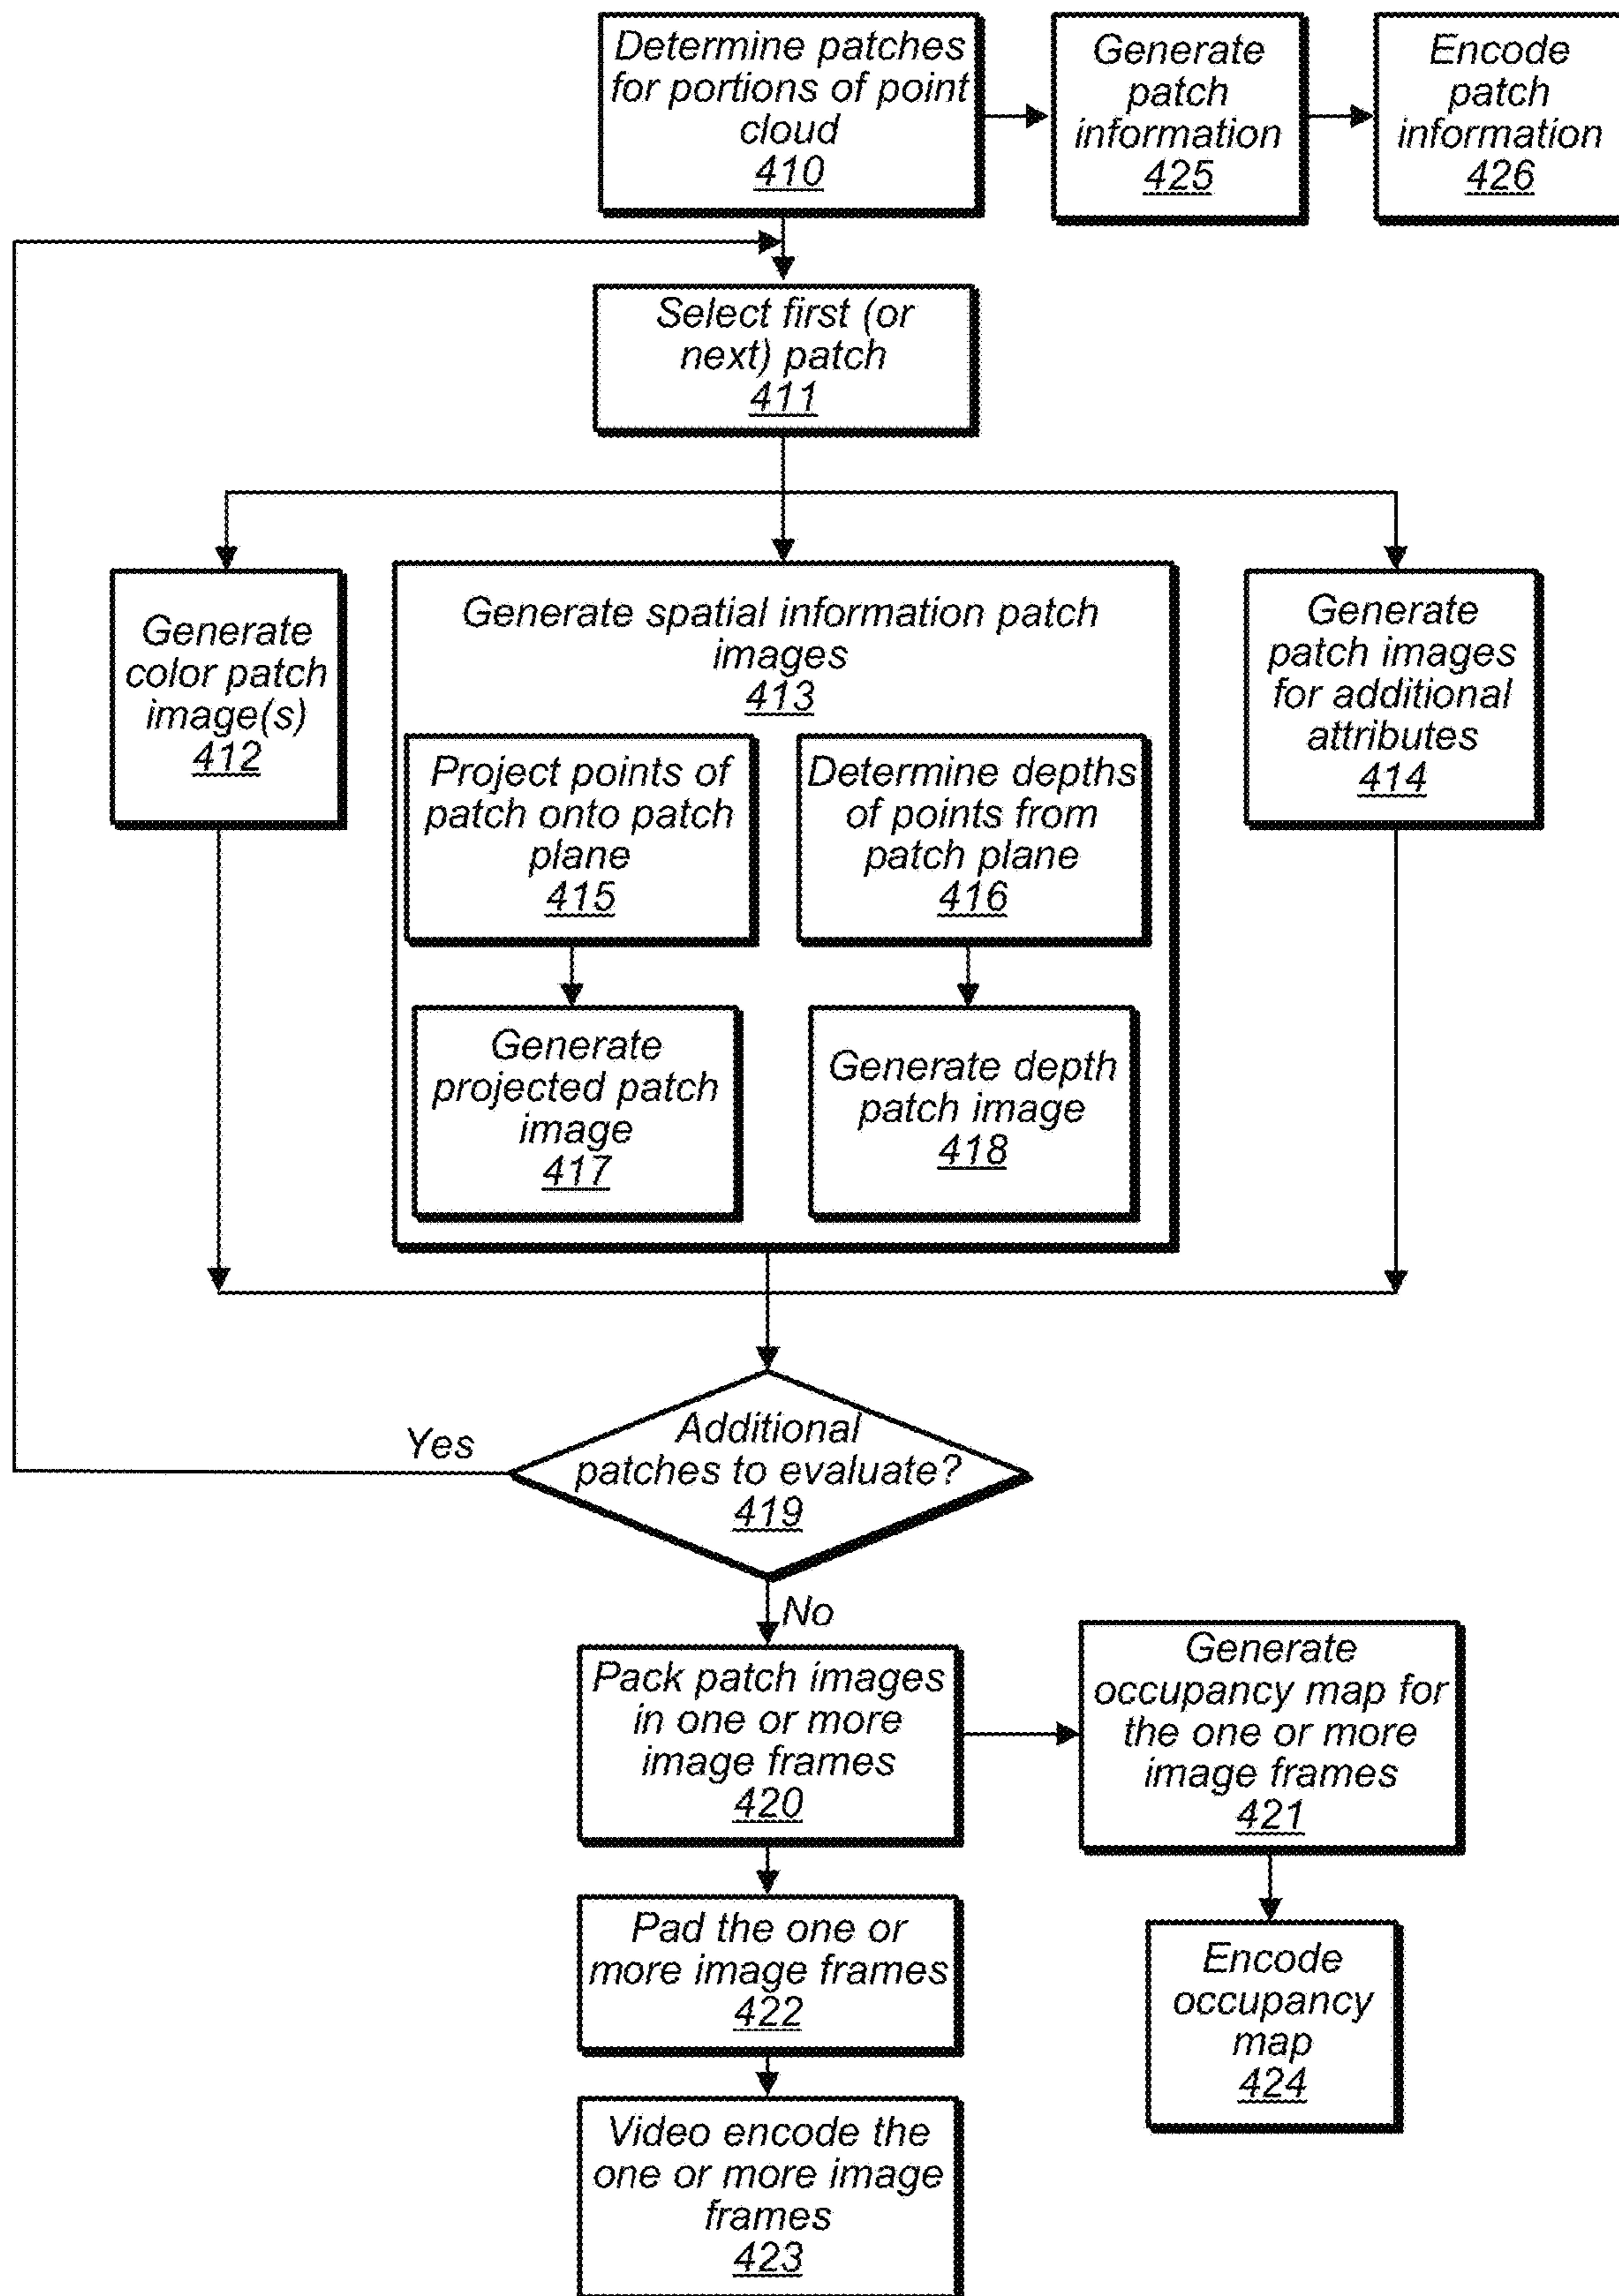 Determine patches
for portions of point
cloud
410
Generate
patch
information
425
Encode
patch
information
426
Select first (or
next) patch
411
Generate
color patch
image(s)
412
Generate spatial information patch
images
413
Project points of
patch onto patch
plane
415
Determine depths
of points from
patch plane
416
Generate
projected patch
image
417
Generate depth
patch image
418
Generate
patch images
for additional
attributes
414
Additional
patches to evaluate?
419
Yes
No
Pack patch images
in one or more
image frames
420
Generate
occupancy map for
the one or more
image frames
421
Pad the one or
more image frames
422
Encode
occupancy
map
424
Video encode the
one or more image
frames
423